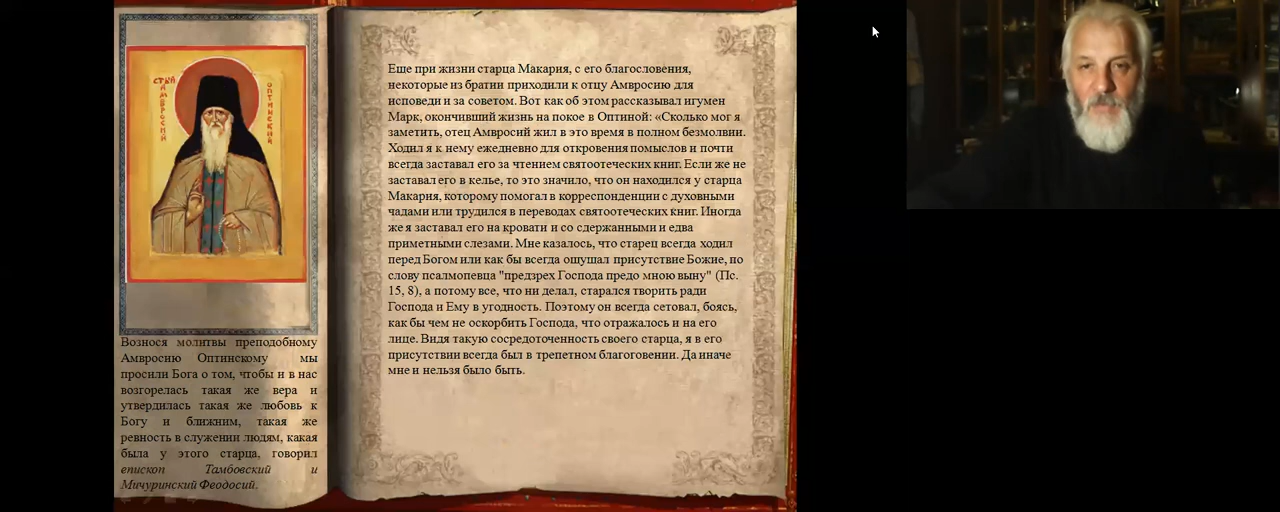 СТЫЙ
АМВРОСИЙ
ОПТИНСКИЙ
Вознося молитвы преподобному
Амвросию Оптинскому мы
просили Бога о том, чтобы и в нас
возгорелась такая же вера и
утвердилась такая же любовь к
Богу и ближним, такая же
ревность в служении людям, какая
была у этого старца, говорил
епископ Тамбовский и
Мичуринский Феодосий.
Еще при жизни старца Макария, с его благословения,
некоторые из братии приходили к отцу Амвросию для
исповеди и за советом. Вот как об этом рассказывал игумен
Марк, окончивший жизнь на покое в Оптиной: «Сколько мог я
заметить, отец Амвросий жил в это время в полном безмолвии.
Ходил я к нему ежедневно для откровения помыслов и почти
всегда заставал его за чтением святоотеческих книг. Если же не
заставал его в келье, то это значило, что он находился у старца
Макария, которому помогал в корреспонденции с духовными
чадами или трудился в переводах святоотеческих книг. Иногда
же я заставал его на кровати и со сдержанными и едва
приметными слезами. Мне казалось, что старец всегда ходил
перед Богом или как бы всегда ощушал присутствие Божие, по
слову псалмопевца "предзрех Господа предо мною выну" (Пс.
15, 8), а потому все, что ни делал, старался творить ради
Господа и Ему в угодность. Поэтому он всегда сетовал, боясь,
как бы чем не оскорбить Господа, что отражалось и на его
лице. Видя такую сосредоточенность своего старца, я в его
присутствии всегда был в трепетном благоговении. Да иначе
мне и нельзя было быть.